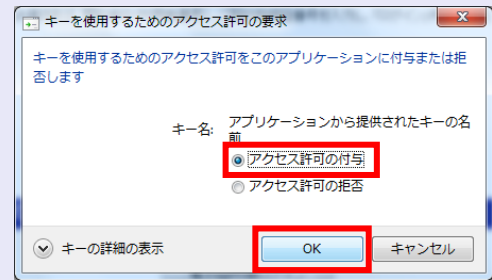 キーを使用するためのアクセス許可の要求
キーを使用するためのアクセス許可をこのアプリケーションに付与または拒
否します
キー名: アプリケーションから提供されたキーの名
前
アクセス許可の付与
アクセス許可の拒否
キーの詳細の表示 OK キャンセル